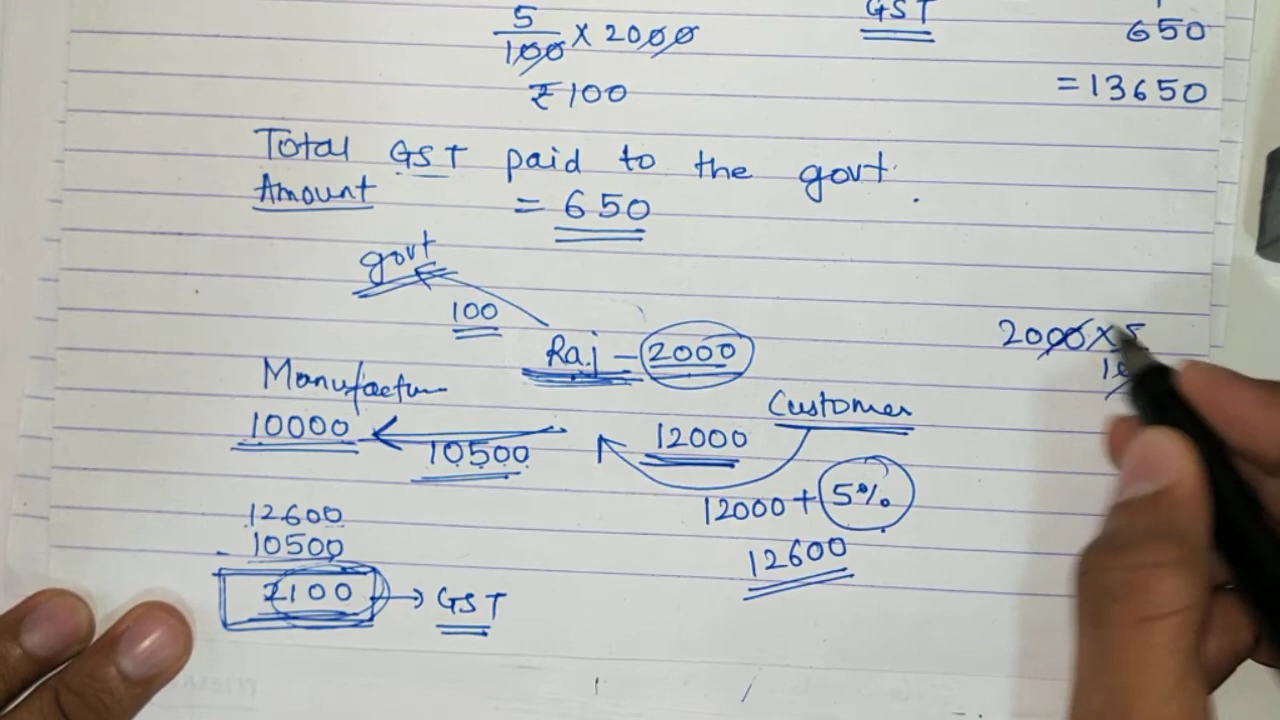 5/100 × 2000
GST
650
₹100
= 13650
Total GST paid to the govt.
Amount
= 650
govt
100
Raj – 2000
2000 × 5
Manufactur
Customer
10000
10500
12000
12000 + 5%
12600
12600
- 10500
2100 → GST